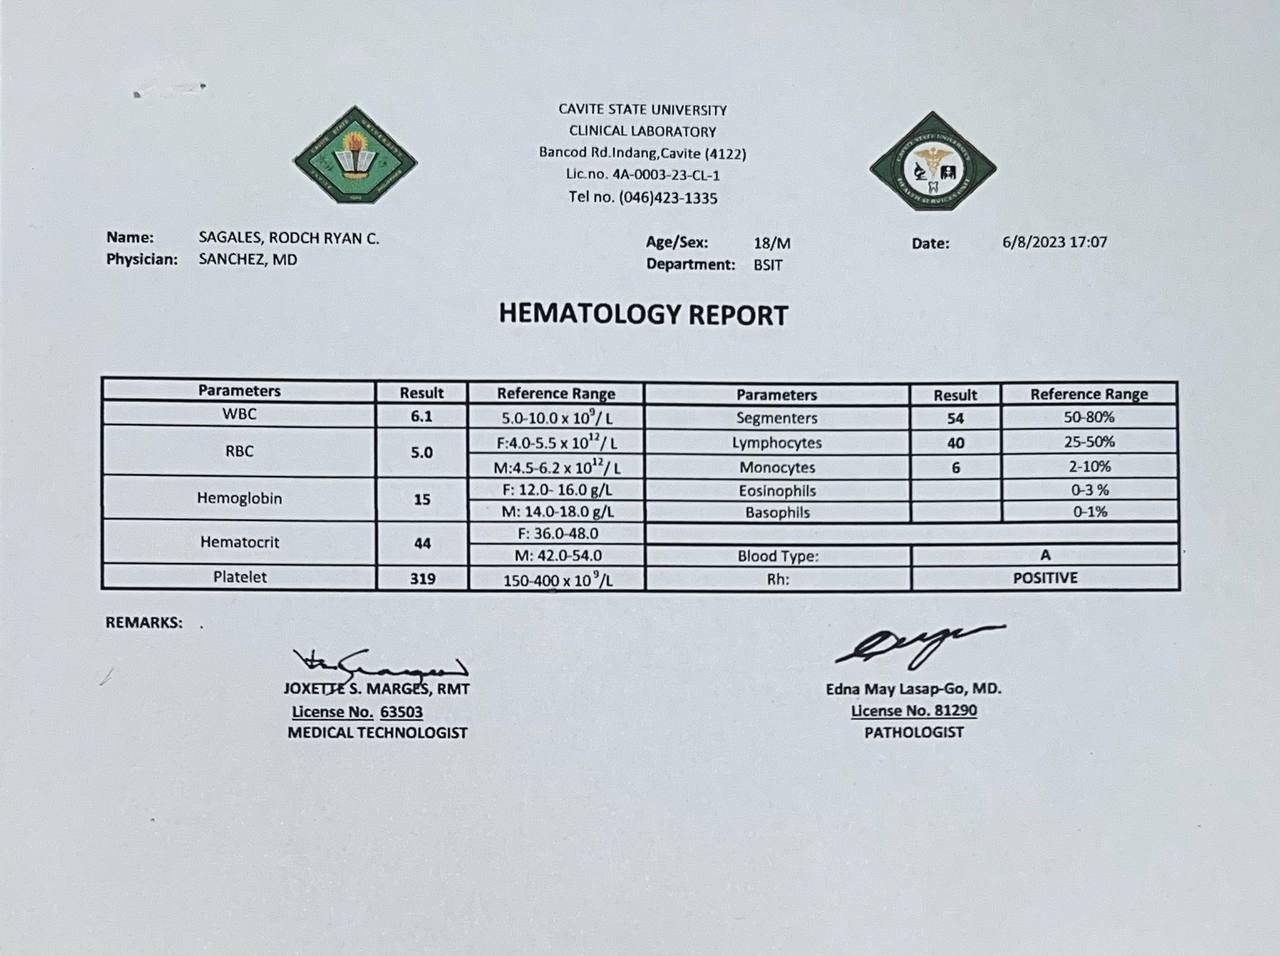 CAVITE STATE UNIVERSITY
CLINICAL LABORATORY
Bancod Rd.Indang,Cavite (4122)
Lic.no. 4A-0003-23-CL-1
Tel no. (046)423-1335
Name: SAGALES, RODCH RYAN C. Age/Sex: 18/M Date: 6/8/2023 17:07
Physician: SANCHEZ, MD Department: BSIT
HEMATOLOGY REPORT
Parameters Result Reference Range Parameters Result Reference Range
WBC 6.1 5.0-10.0 x 10⁹/ L Segmenters 54 50-80%
RBC 5.0 F:4.0-5.5 x 10¹²/ L Lymphocytes 40 25-50%
M:4.5-6.2 x 10¹²/ L Monocytes 6 2-10%
Hemoglobin 15 F: 12.0- 16.0 g/L Eosinophils 0-3 %
M: 14.0-18.0 g/L Basophils 0-1%
Hematocrit 44 F: 36.0-48.0
M: 42.0-54.0 Blood Type: A
Platelet 319 150-400 x 10⁹/L Rh: POSITIVE
REMARKS: .
JOXETTE S. MARGES, RMT Edna May Lasap-Go, MD.
License No. 63503 License No. 81290
MEDICAL TECHNOLOGIST PATHOLOGIST